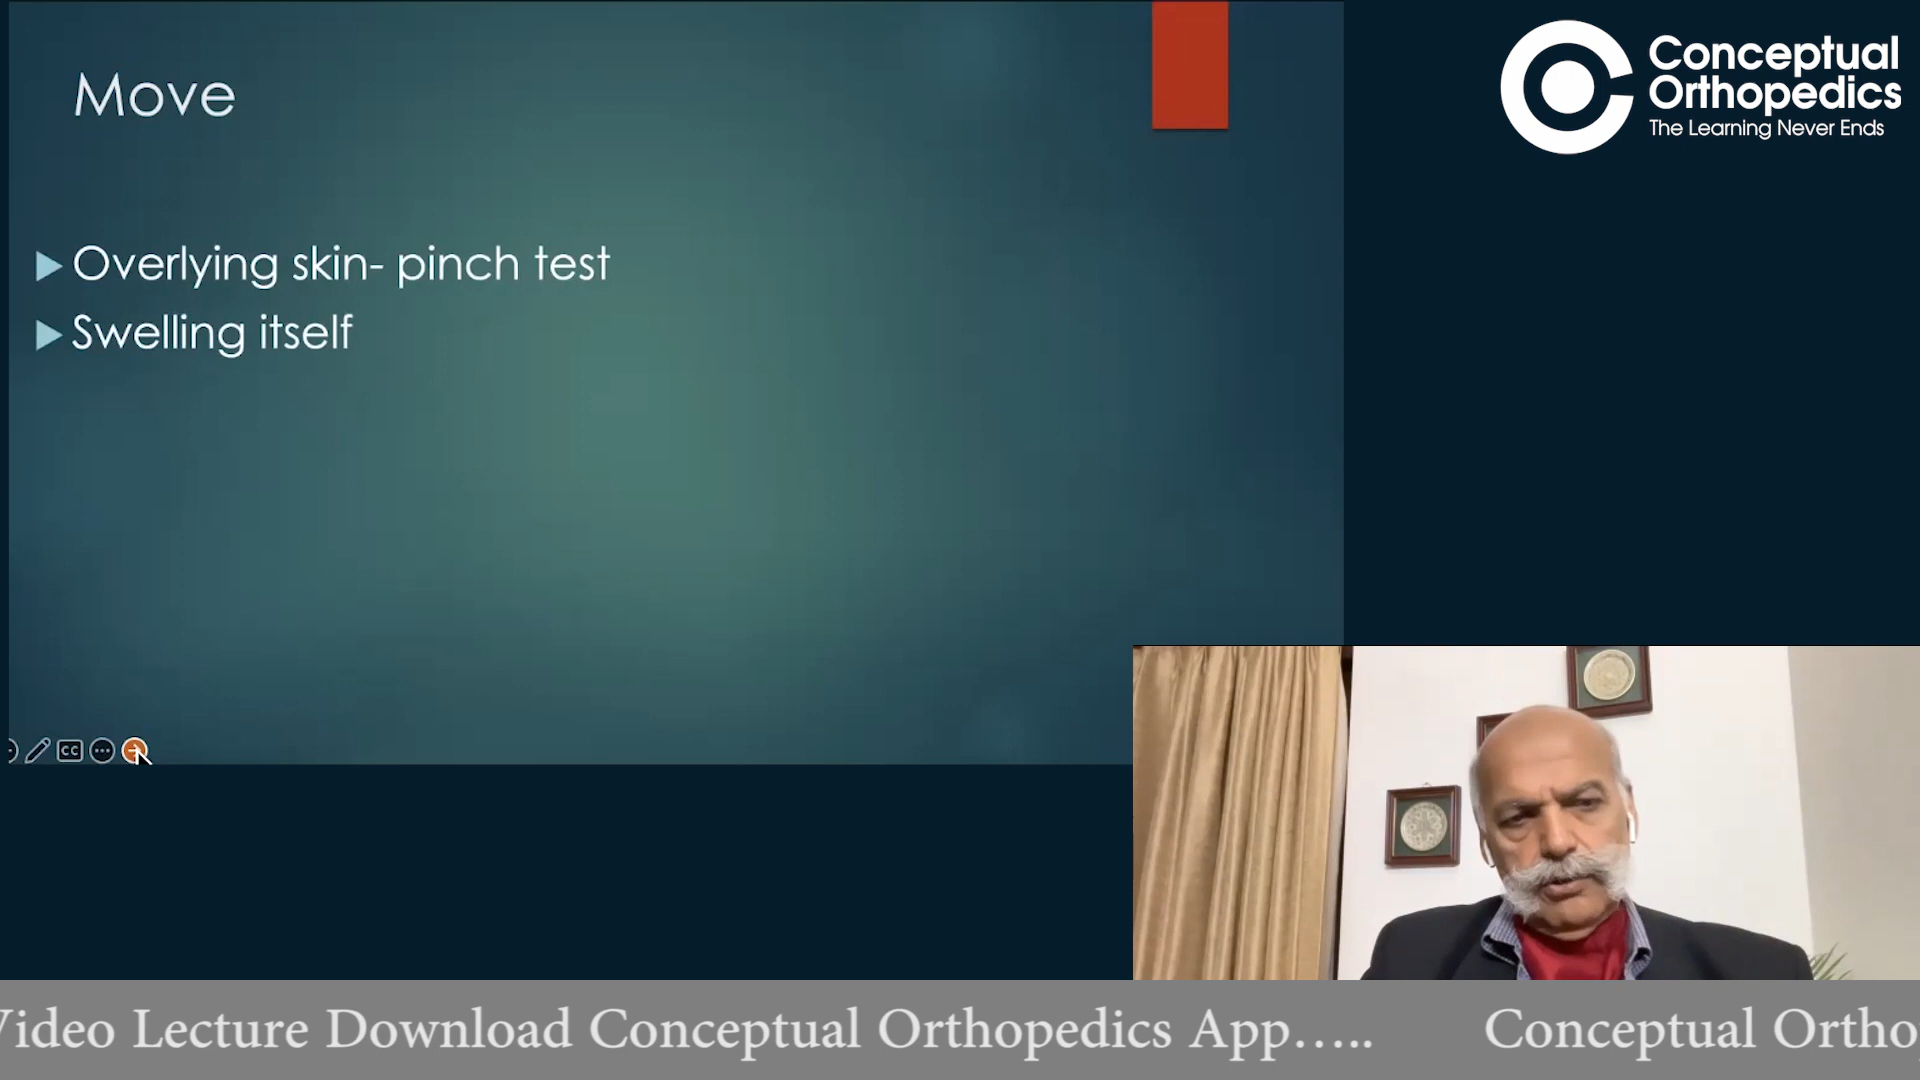 Move
Overlying skin- pinch test
Swelling itself
CC
Conceptual
Orthopedics
The Learning Never Ends
Video Lecture Download Conceptual Orthopedics App..... Conceptual Ortho